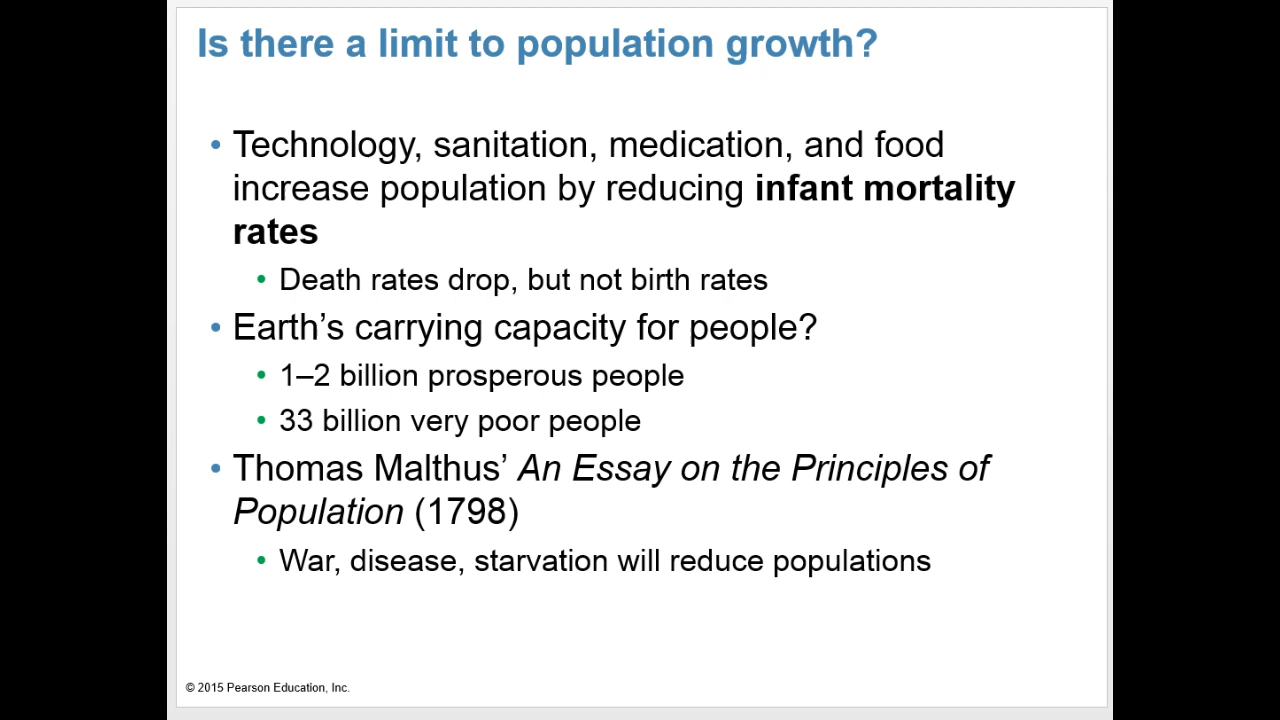 Is there a limit to population growth?
• Technology, sanitation, medication, and food
increase population by reducing infant mortality
rates
• Death rates drop, but not birth rates
• Earth’s carrying capacity for people?
• 1–2 billion prosperous people
• 33 billion very poor people
• Thomas Malthus’ An Essay on the Principles of
Population (1798)
• War, disease, starvation will reduce populations
© 2015 Pearson Education, Inc.